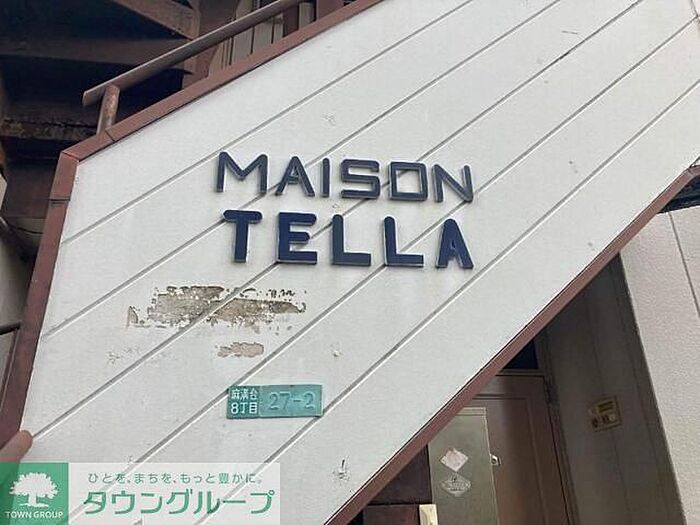 MAISON
TELLA
麻溝台
8丁目
27-2
ひとを、まちを、もっと豊かに。
タウングループ
TOWN GROUP